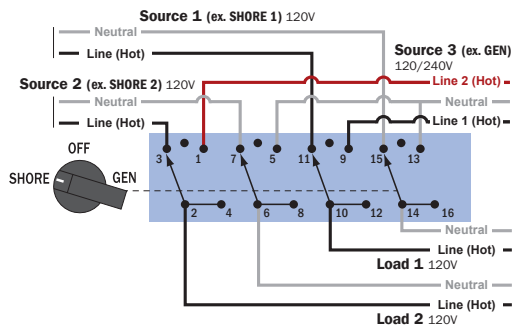 Source 1 (ex. SHORE 1) 120V
Neutral
Line (Hot)
Source 3 (ex. GEN)
120/240V
Line 2 (Hot)
Source 2 (ex. SHORE 2) 120V
Neutral
Neutral
Line (Hot)
Line 1 (Hot)
3 1 7 5 11 9 15 13
OFF
SHORE GEN
2 4 6 8 10 12 14 16
Neutral
Line (Hot)
Load 1 120V
Neutral
Line (Hot)
Load 2 120V